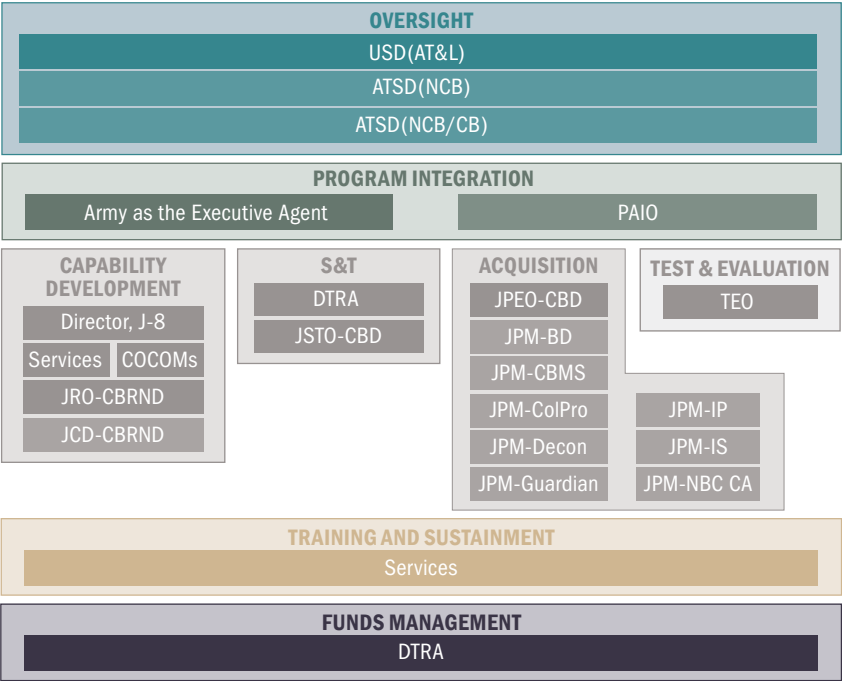 OVERSIGHT
USD(AT&L)
ATSD(NCB)
ATSD(NCB/CB)
PROGRAM INTEGRATION
Army as the Executive Agent
PAIO
CAPABILITY
DEVELOPMENT
Director, J-8
Services
COCOMs
JRO-CBRND
JCD-CBRND
S&T
DTRA
JSTO-CBD
ACQUISITION
JPEO-CBD
JPM-BD
JPM-CBMS
JPM-ColPro
JPM-Decon
JPM-Guardian
JPM-IP
JPM-IS
JPM-NBC CA
TEST & EVALUATION
TEO
TRAINING AND SUSTAINMENT
Services
FUNDS MANAGEMENT
DTRA